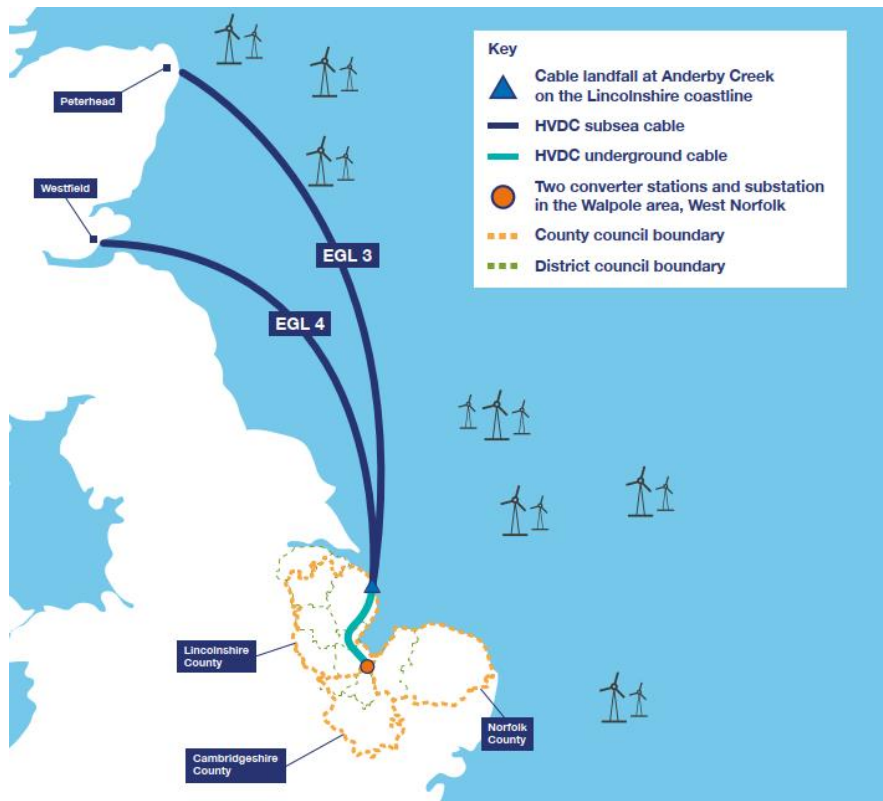 Peterhead
Westfield
EGL 3
EGL 4
Key
Cable landfall at Anderby Creek
on the Lincolnshire coastline
HVDC subsea cable
HVDC underground cable
Two converter stations and substation
in the Walpole area, West Norfolk
County council boundary
District council boundary
Lincolnshire
County
Norfolk
County
Cambridgeshire
County